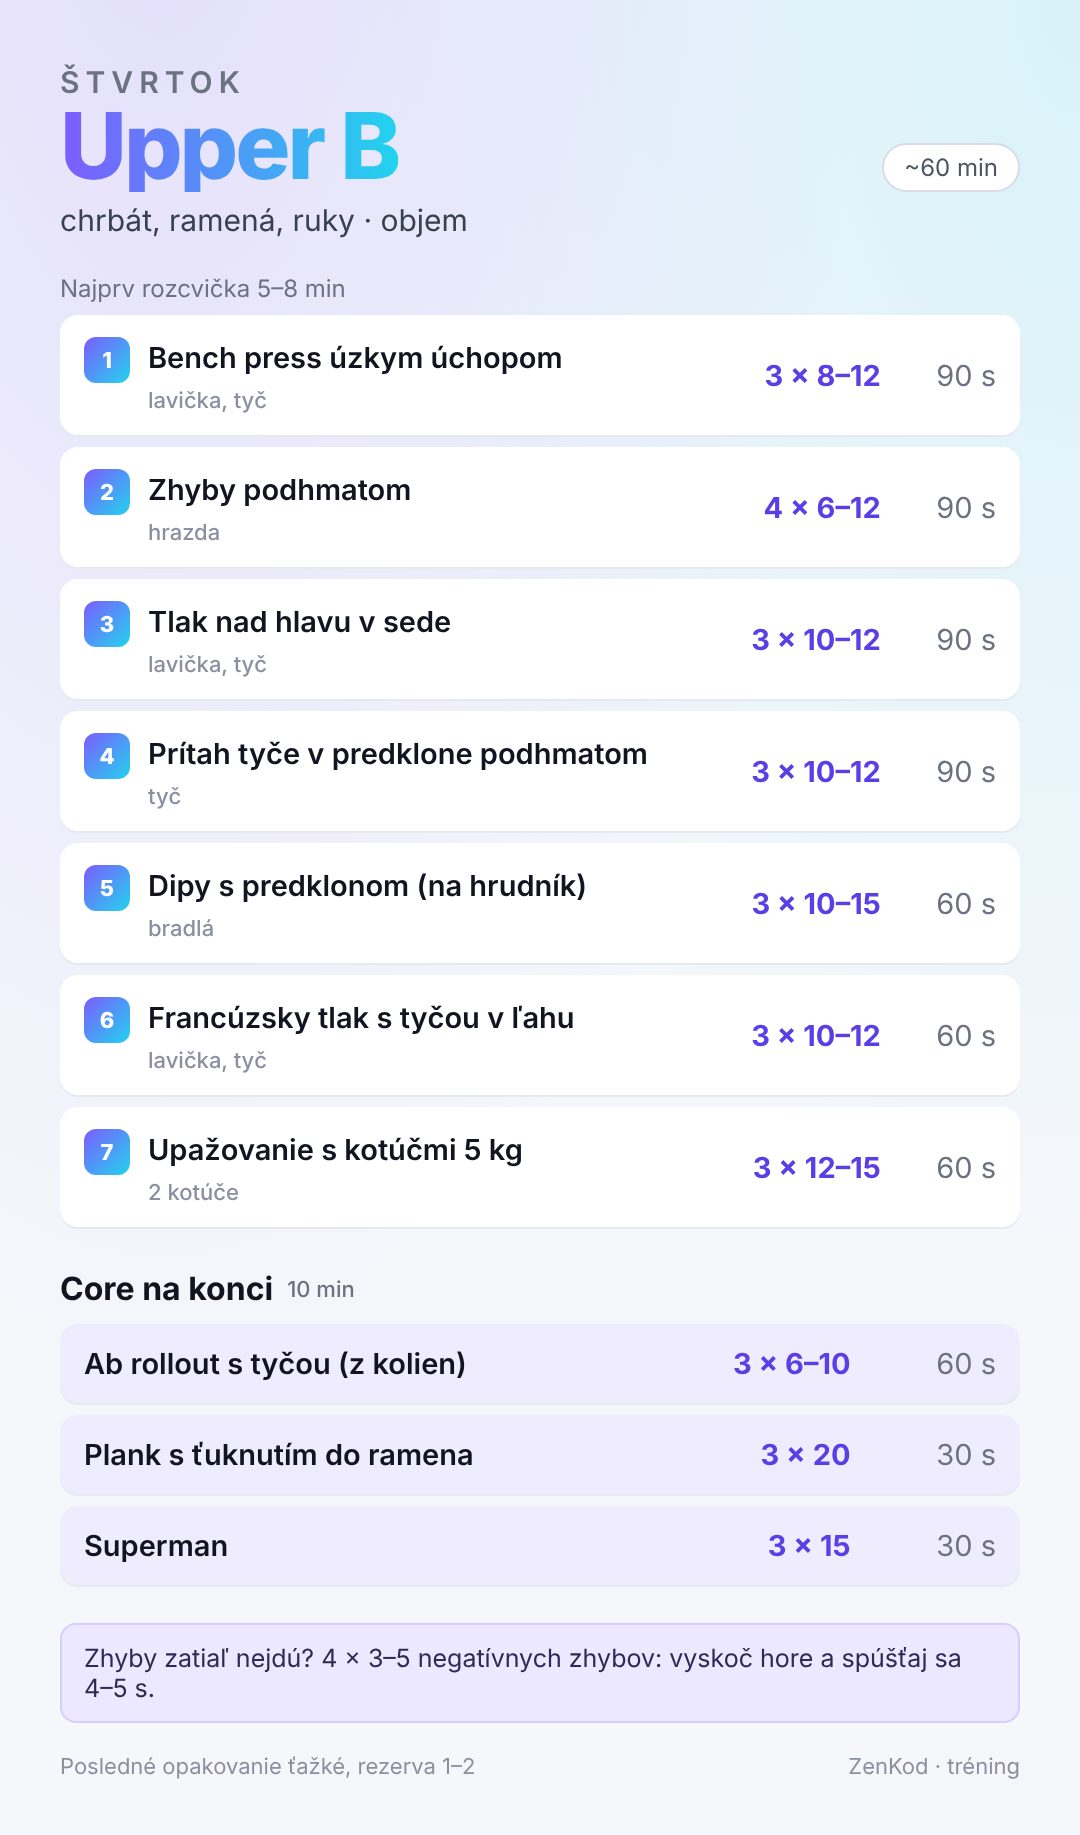 ŠTVRTOK
Upper B
~60 min
chrbát, ramená, ruky · objem
Najprv rozcvička 5–8 min
1 Bench press úzkym úchopom 3 × 8–12 90 s
lavička, tyč
2 Zhyby podhmatom 4 × 6–12 90 s
hrazda
3 Tlak nad hlavu v sede 3 × 10–12 90 s
lavička, tyč
4 Prítah tyče v predklone podhmatom 3 × 10–12 90 s
tyč
5 Dipy s predklonom (na hrudník) 3 × 10–15 60 s
bradlá
6 Francúzsky tlak s tyčou v ľahu 3 × 10–12 60 s
lavička, tyč
7 Upažovanie s kotúčmi 5 kg 3 × 12–15 60 s
2 kotúče
Core na konci 10 min
Ab rollout s tyčou (z kolien) 3 × 6–10 60 s
Plank s ťuknutím do ramena 3 × 20 30 s
Superman 3 × 15 30 s
Zhyby zatiaľ nejdú? 4 × 3–5 negatívnych zhybov: vyskoč hore a spúšťaj sa
4–5 s.
Posledné opakovanie ťažké, rezerva 1–2 ZenKod · tréning